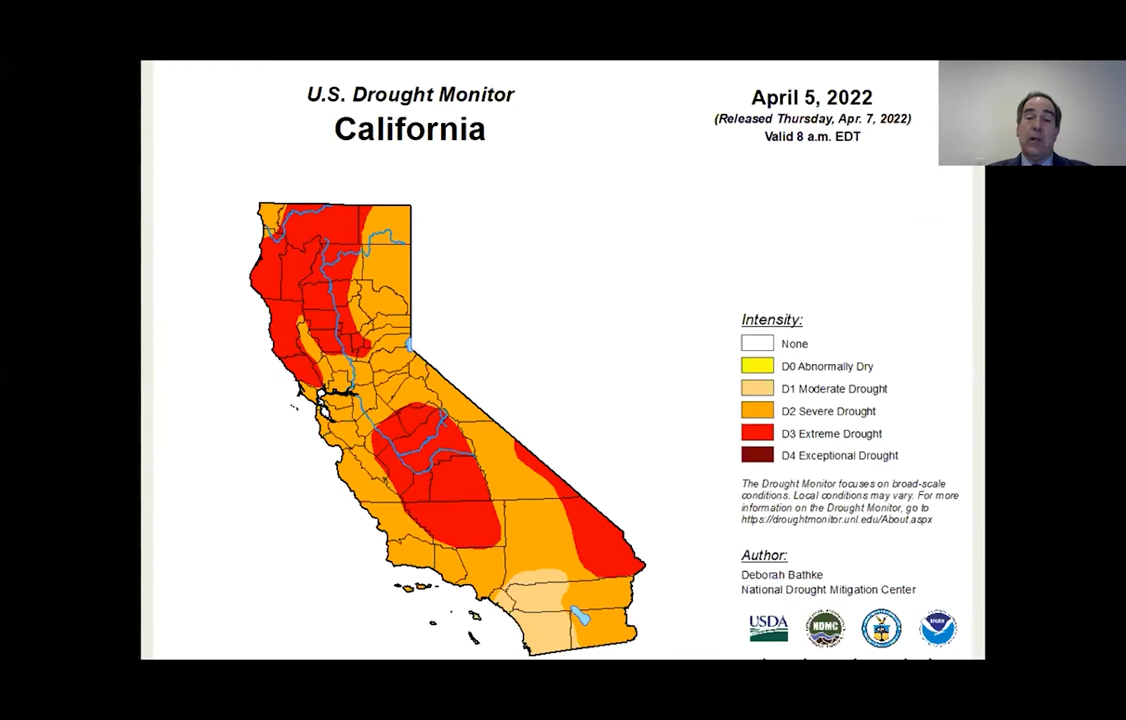 U.S. Drought Monitor
California
April 5, 2022
(Released Thursday, Apr. 7, 2022)
Valid 8 a.m. EDT
Intensity:
None
D0 Abnormally Dry
D1 Moderate Drought
D2 Severe Drought
D3 Extreme Drought
D4 Exceptional Drought
The Drought Monitor focuses on broad-scale
conditions. Local conditions may vary. For more
information on the Drought Monitor, go to
https://droughtmonitor.unl.edu/About.aspx
Author:
Deborah Bathke
National Drought Mitigation Center
USDA
NDMC
NOAA